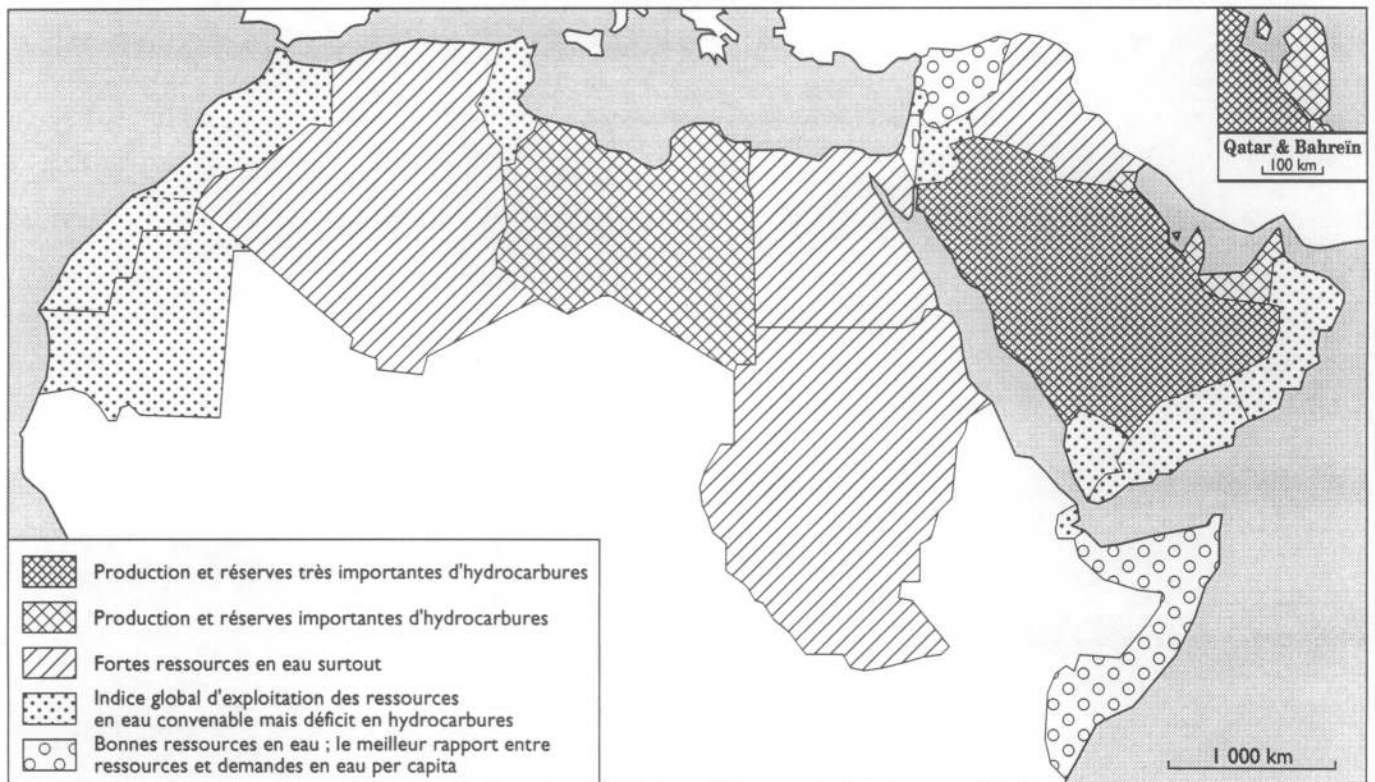 Qatar & Bahreïn
100 km
Production et réserves très importantes d'hydrocarbures
Production et réserves importantes d'hydrocarbures
Fortes ressources en eau surtout
Indice global d'exploitation des ressources
en eau convenable mais déficit en hydrocarbures
Bonnes ressources en eau ; le meilleur rapport entre
ressources et demandes en eau per capita
1 000 km